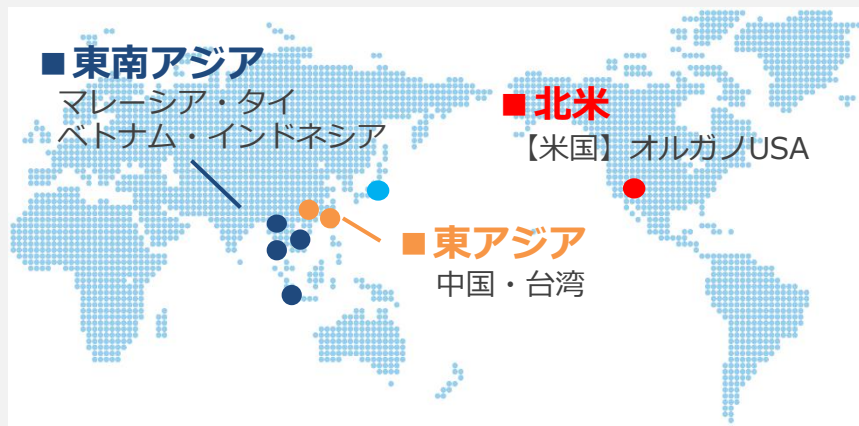 ■東南アジア
マレーシア・タイ
ベトナム・インドネシア
■北米
【米国】オルガノUSA
■東アジア
中国・台湾